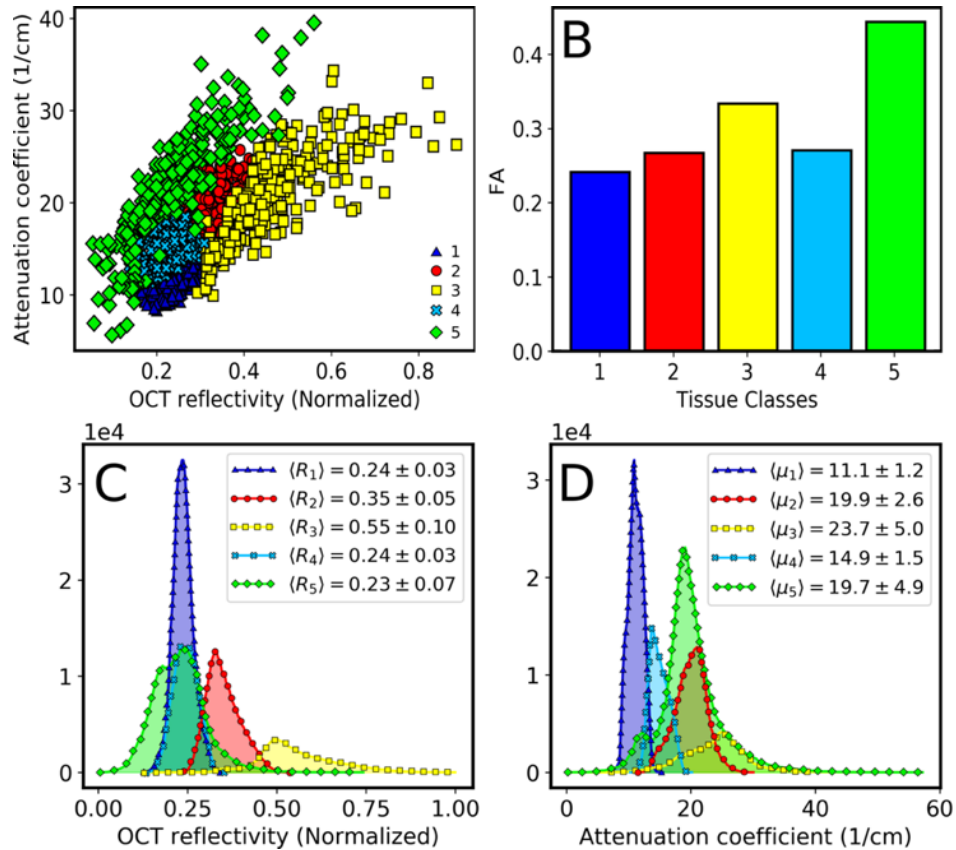 40
30
20
10
Attenuation coefficient (1/cm)
0.2 0.4 0.6 0.8
OCT reflectivity (Normalized)
1
2
3
4
5
B
0.4
0.3
0.2
0.1
0.0
FA
1 2 3 4 5
Tissue Classes
1e4
C
3
2
1
0
⟨R₁⟩ = 0.24 ± 0.03
⟨R₂⟩ = 0.35 ± 0.05
⟨R₃⟩ = 0.55 ± 0.10
⟨R₄⟩ = 0.24 ± 0.03
⟨R₅⟩ = 0.23 ± 0.07
0.00 0.25 0.50 0.75 1.00
OCT reflectivity (Normalized)
1e4
D
3
2
1
0
⟨μ₁⟩ = 11.1 ± 1.2
⟨μ₂⟩ = 19.9 ± 2.6
⟨μ₃⟩ = 23.7 ± 5.0
⟨μ₄⟩ = 14.9 ± 1.5
⟨μ₅⟩ = 19.7 ± 4.9
0 20 40 60
Attenuation coefficient (1/cm)